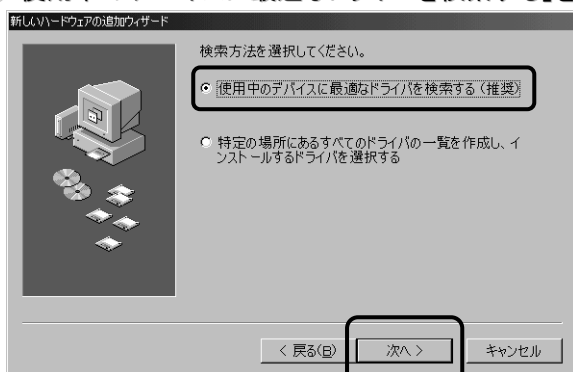 新しいハードウェアの追加ウィザード
検索方法を選択してください。
使用中のデバイスに最適なドライバを検索する（推奨）
特定の場所にあるすべてのドライバの一覧を作成し、イ
ンストールするドライバを選択する
< 戻る(B)
次へ >
キャンセル